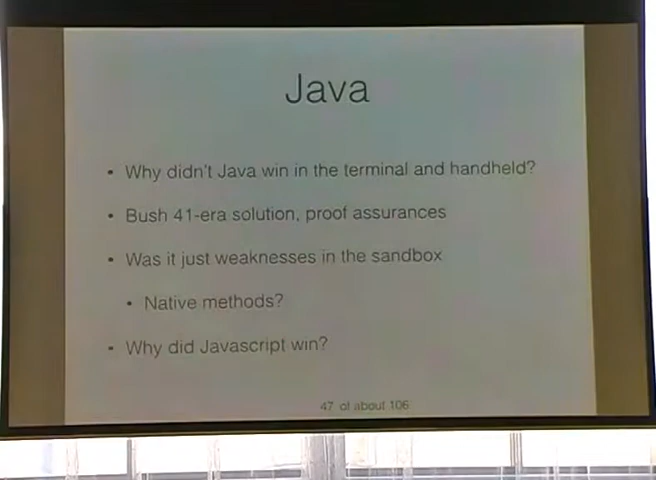 Java
• Why didn't Java win in the terminal and handheld?
• Bush 41-era solution, proof assurances
• Was it just weaknesses in the sandbox
• Native methods?
• Why did Javascript win?
47 of about 106